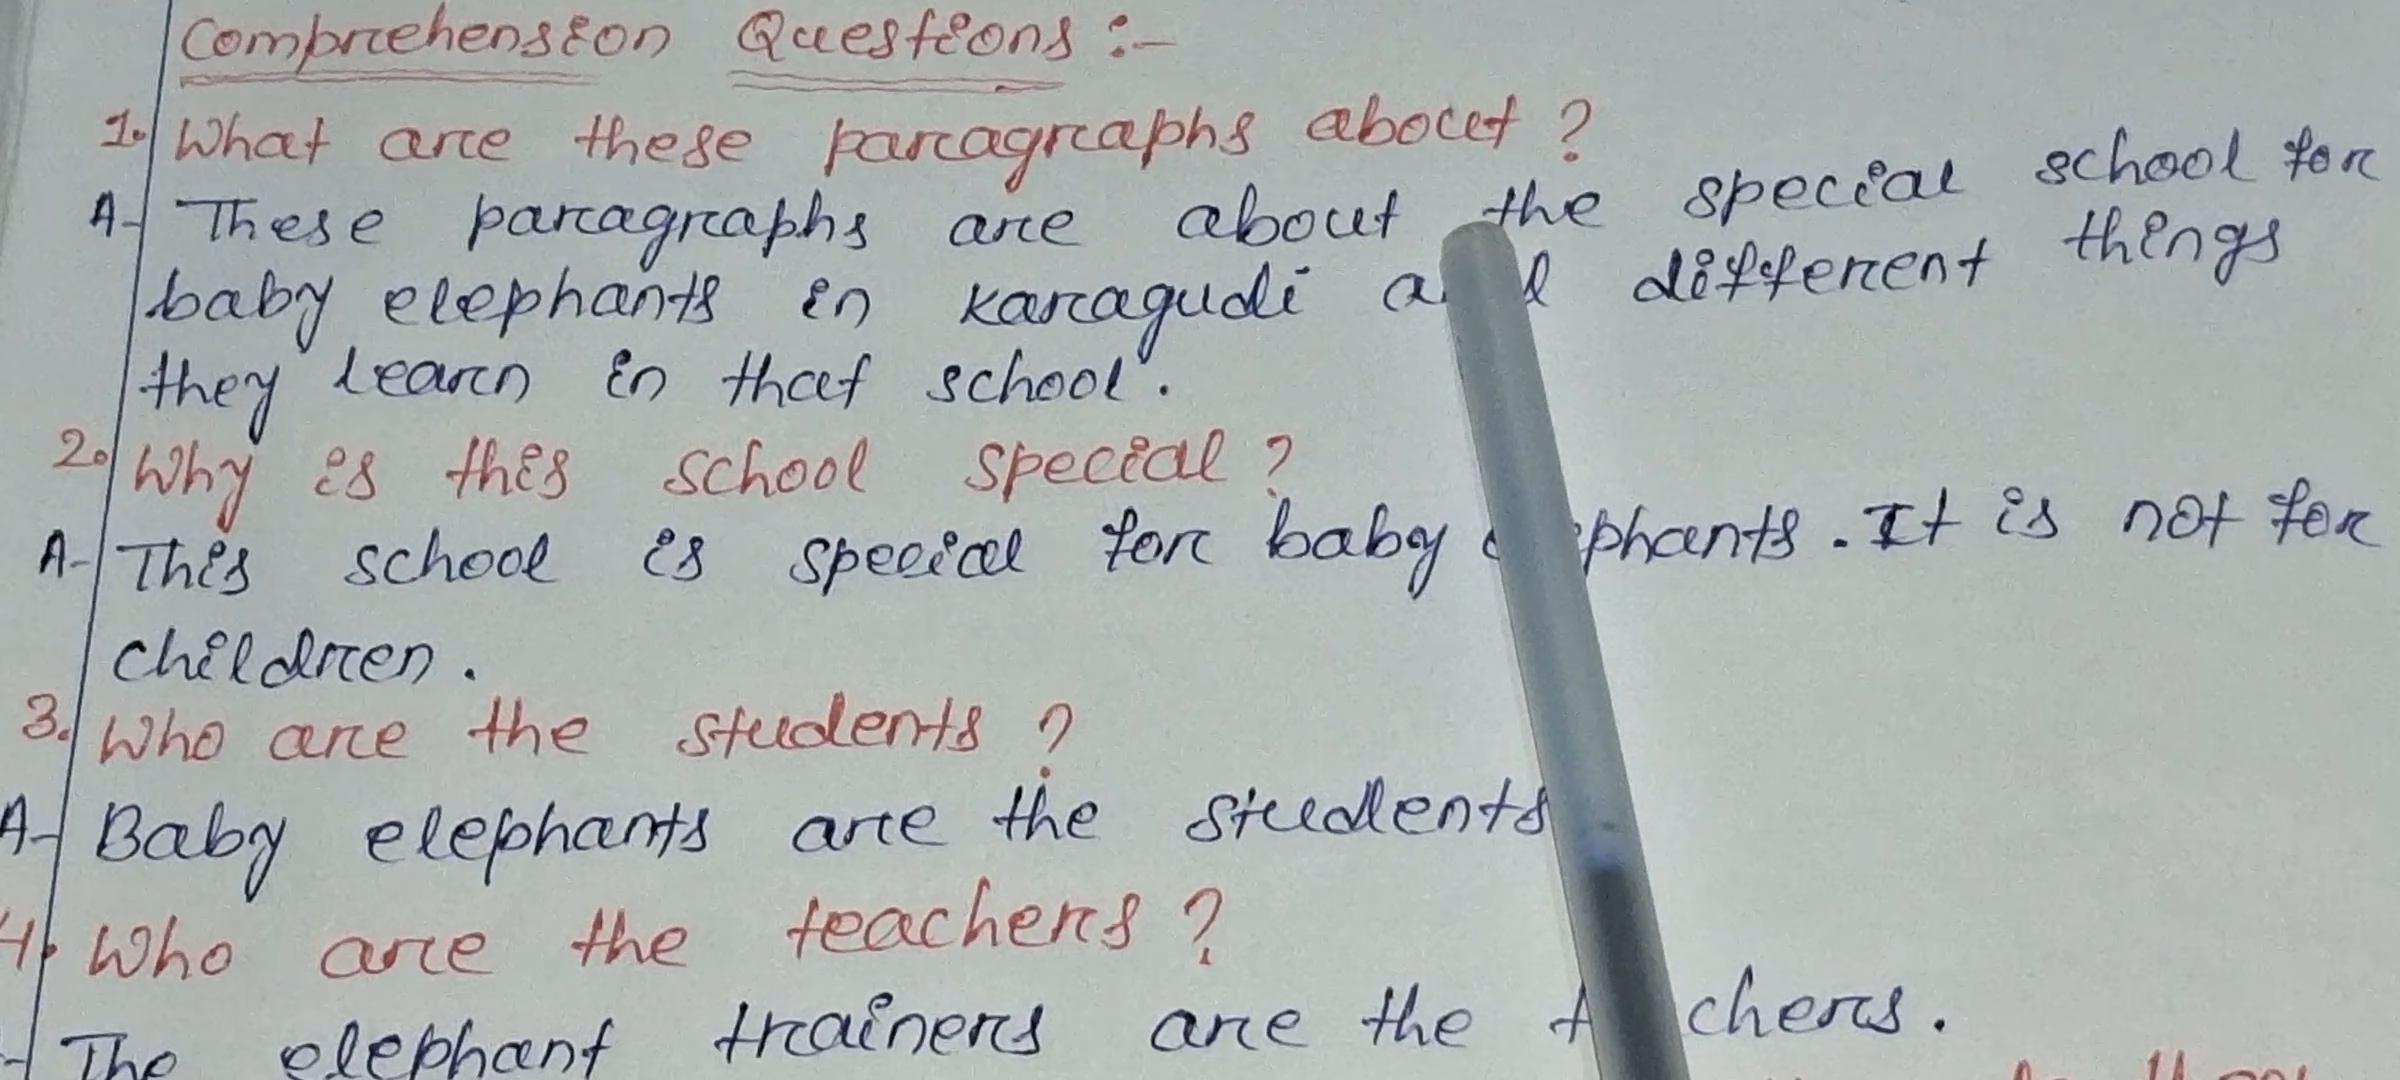 Comprehension Questions :-
1. What are these paragraphs about ?
A- These paragraphs are about the special school for
baby elephants in karagudi different things
they learn in that school.
2. Why is this school special ?
A- This school is special for baby . It is not for
children.
3. Who are the students ?
A- Baby elephants are the students
4. Who are the teachers ?
The elephant trainers are the